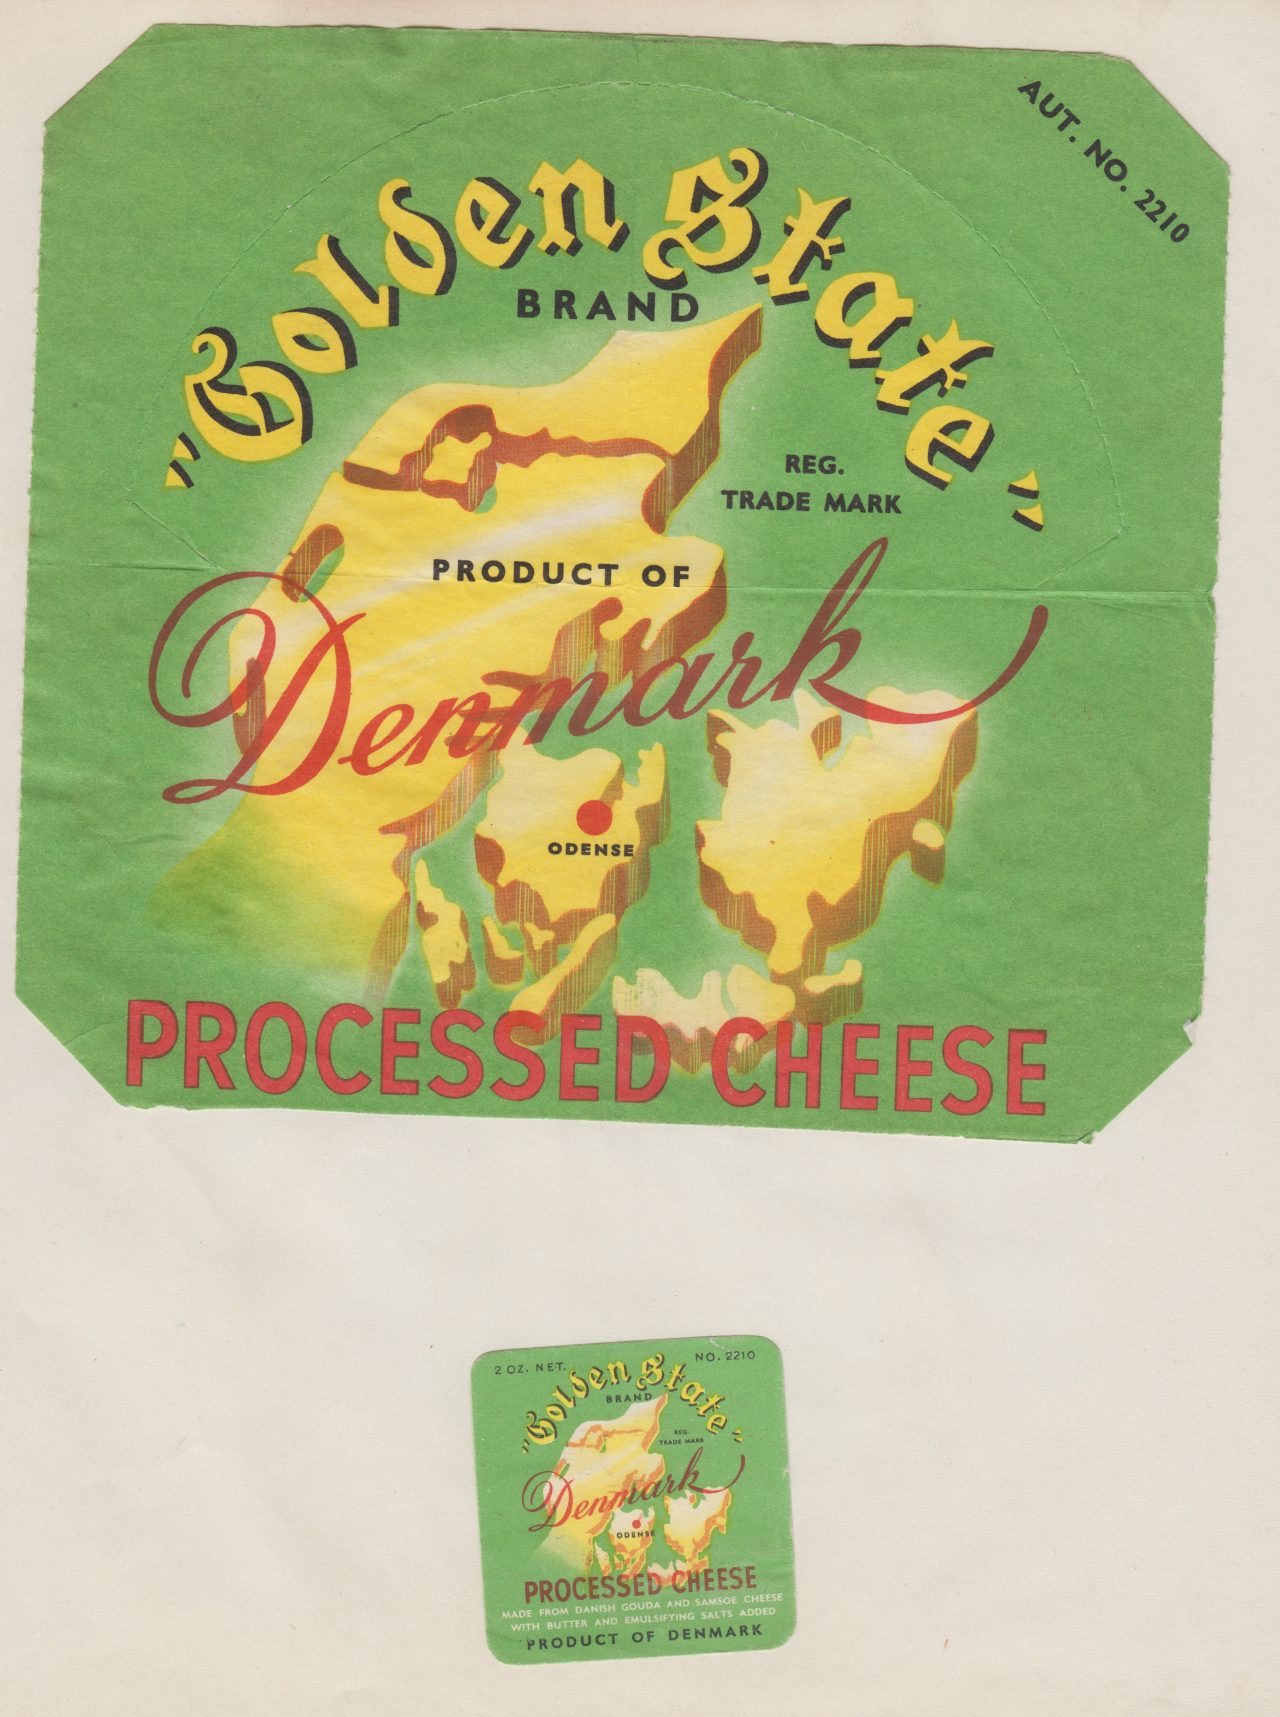 AUT. NO. 2210
"Golden State"
BRAND
REG.
TRADE MARK
PRODUCT OF
Denmark
ODENSE
PROCESSED CHEESE
2 OZ. NET.
NO. 2210
"Golden State"
BRAND
REG.
TRADE MARK
Denmark
ODENSE
PROCESSED CHEESE
MADE FROM DANISH GOUDA AND SAMSOE CHEESE
WITH BUTTER AND EMULSIFYING SALTS ADDED
PRODUCT OF DENMARK